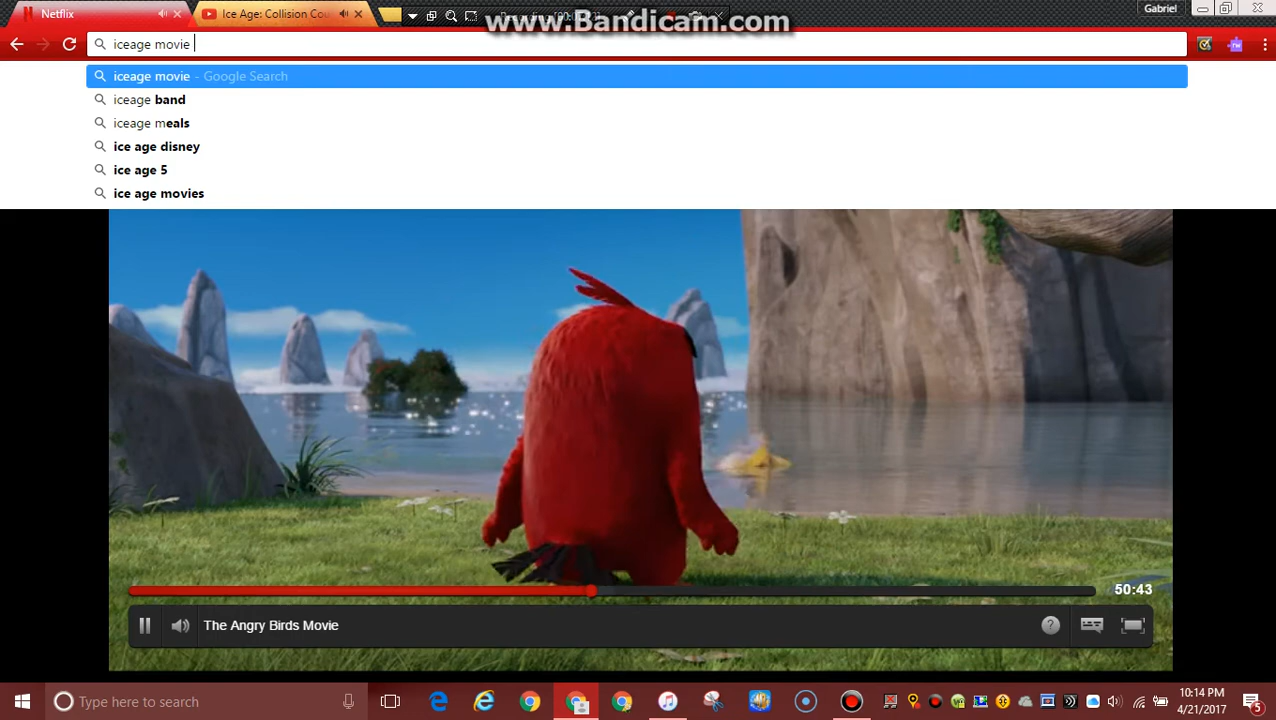 Netflix
Ice Age: Collision Cou
www.Bandicam.com
Gabriel
iceage movie
iceage movie - Google Search
iceage band
iceage meals
ice age disney
ice age 5
ice age movies
50:43
The Angry Birds Movie
?
Type here to search
10:14 PM
4/21/2017
5